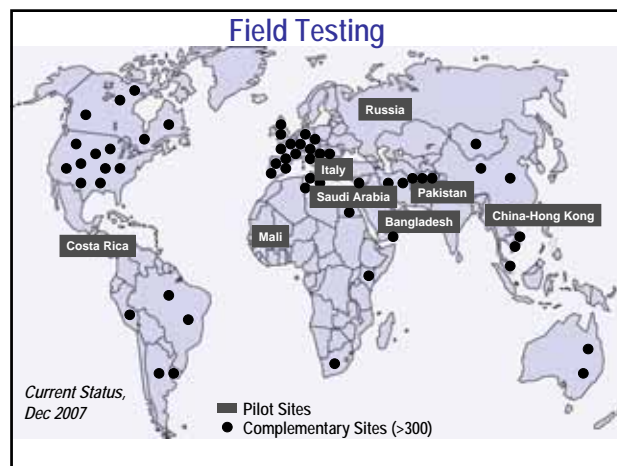 Field Testing
Russia
Italy
Saudi Arabia
Pakistan
Bangladesh
China-Hong Kong
Costa Rica
Mali
Current Status,
Dec 2007
Pilot Sites
Complementary Sites (>300)